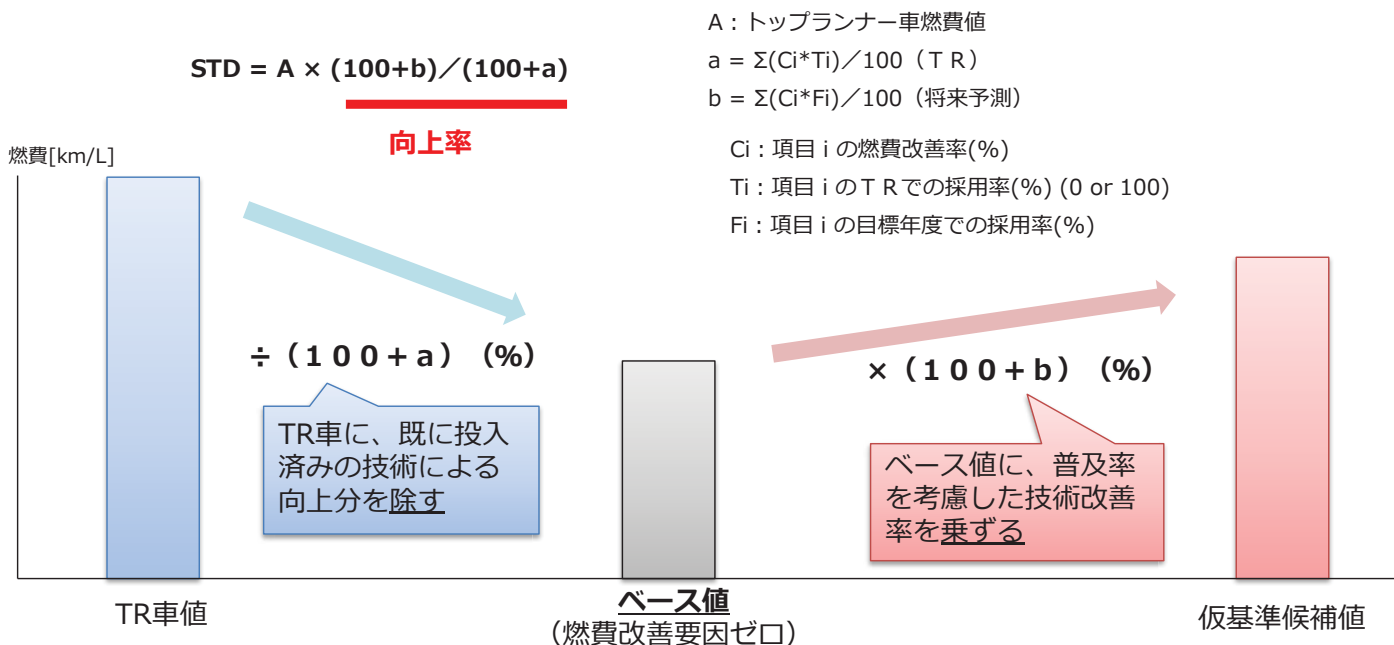 STD = A × (100+b)/(100+a)
向上率
A:トップランナー車燃費値
a = Σ(Ci*Ti)/100(TR)
b = Σ(Ci*Fi)/100(将来予測)
Ci:項目 i の燃費改善率(%)
Ti:項目 i のTRでの採用率(%) (0 or 100)
Fi:項目 i の目標年度での採用率(%)
燃費[km/L]
÷(100+a)(%)
TR車に、既に投入
済みの技術による
向上分を除す
×(100+b)(%)
ベース値に、普及率
を考慮した技術改善
率を乗ずる
TR車値
ベース値
(燃費改善要因ゼロ)
仮基準候補値